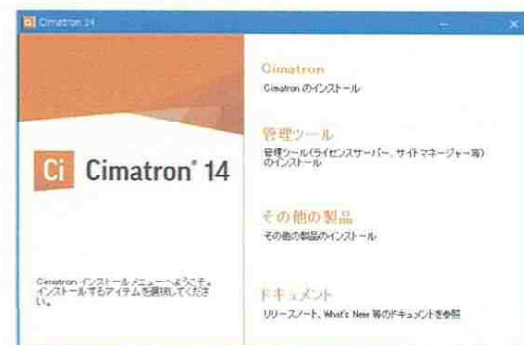 Cimatron 14
Ci Cimatron® 14
Cimatron インストールメニューへようこそ。
インストールするアイテムを選択してくださ
い。
Cimatron
Cimatron のインストール
管理ツール
管理ツール(ライセンスサーバー、サイトマネージャー等)
のインストール
その他の製品
その他の製品のインストール
ドキュメント
リリースノート、What's New 等のドキュメントを参照